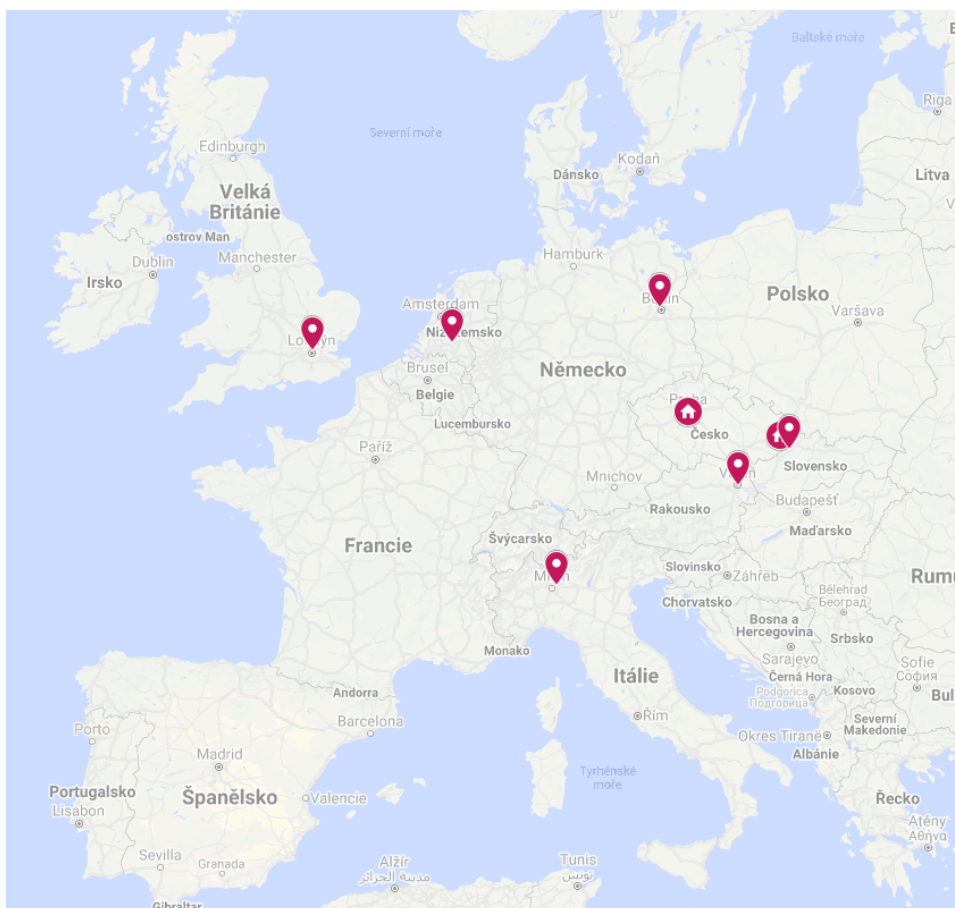 Baltské moře
Riga
Severní moře
Edinburgh
Kodaň
Dánsko
Litva
Velká
Británie
ostrov Man
Dublin
Manchester
Irsko
Hamburk
Polsko
Varšava
Amsterdam
Nizozemsko
Německo
Brusel
Belgie
Praha
Česko
Lucembursko
Paříž
Slovensko
Mnichov
Rakousko
Budapešť
Maďarsko
Švýcarsko
Francie
Slovinsko
Záhřeb
Rumu
Chorvatsko
Bělehrad
Београд
Bosna a
Hercegovina
Srbsko
Monako
Sarajevo
Sofie
София
Itálie
Černá Hora
Kosovo
Bul
Andorra
Podgorica
Подгорица
Barcelona
Řím
Severní
Makedonie
Porto
Okres Tirané
Albánie
Madrid
Tyrhénské
moře
Portugalsko
Španělsko
Valencie
Lisabon
Řecko
Atény
Αθήνα
Sevilla
Granada
Alžír
مدينة الجزائر
Tunis
تونس
Gibraltar